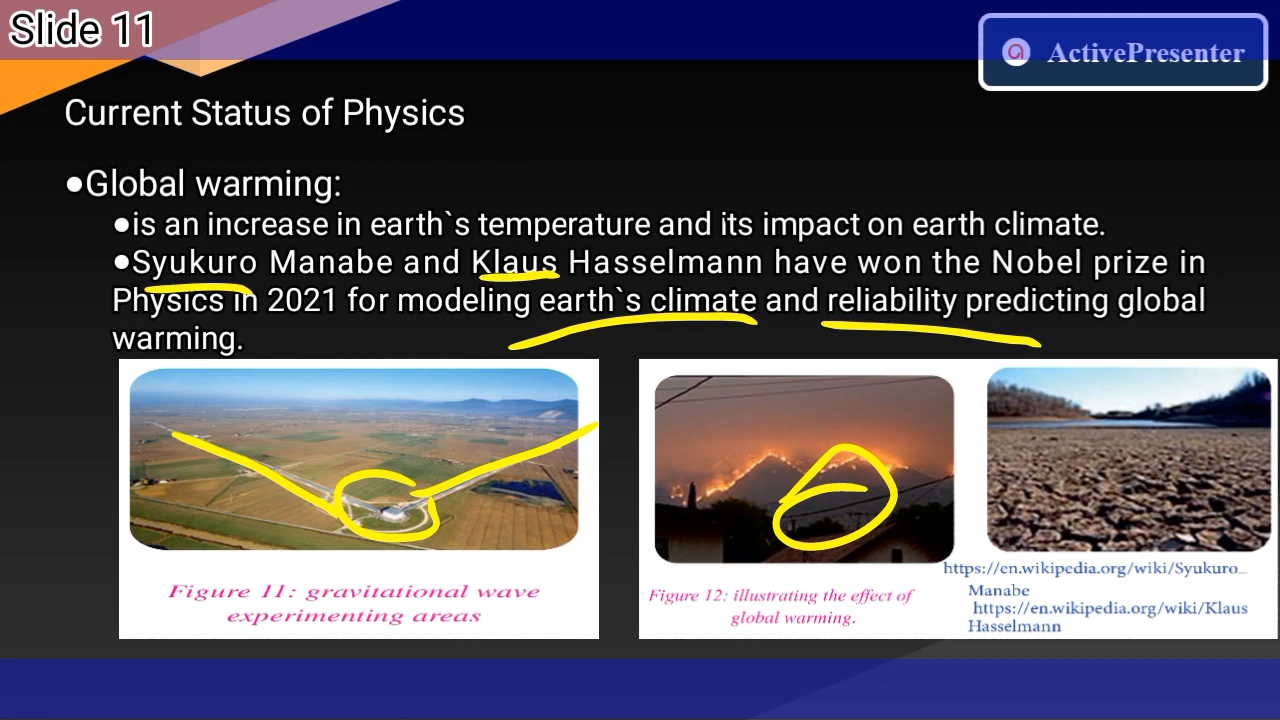 Slide 11
ActivePresenter
Current Status of Physics
●Global warming:
●is an increase in earth`s temperature and its impact on earth climate.
●Syukuro Manabe and Klaus Hasselmann have won the Nobel prize in
Physics in 2021 for modeling earth`s climate and reliability predicting global
warming.
Figure 11: gravitational wave
experimenting areas
Figure 12: illustrating the effect of
global warming.
https://en.wikipedia.org/wiki/Syukuro_
Manabe
https://en.wikipedia.org/wiki/Klaus
Hasselmann